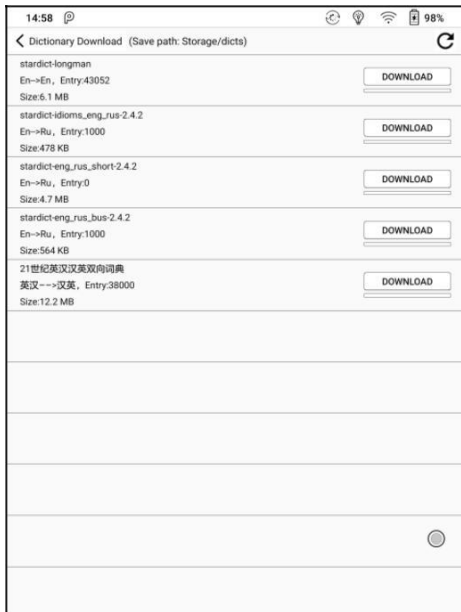 14:58 98%
Dictionary Download (Save path: Storage/dicts)
stardict-longman
En-->En, Entry:43052
DOWNLOAD
Size:6.1 MB
stardict-idioms_eng_rus-2.4.2
En-->Ru, Entry:1000
DOWNLOAD
Size:478 KB
stardict-eng_rus_short-2.4.2
En-->Ru, Entry:0
DOWNLOAD
Size:4.7 MB
stardict-eng_rus_bus-2.4.2
En-->Ru, Entry:1000
DOWNLOAD
Size:564 KB
21世纪英汉汉英双向词典
英汉-->汉英, Entry:38000
DOWNLOAD
Size:12.2 MB